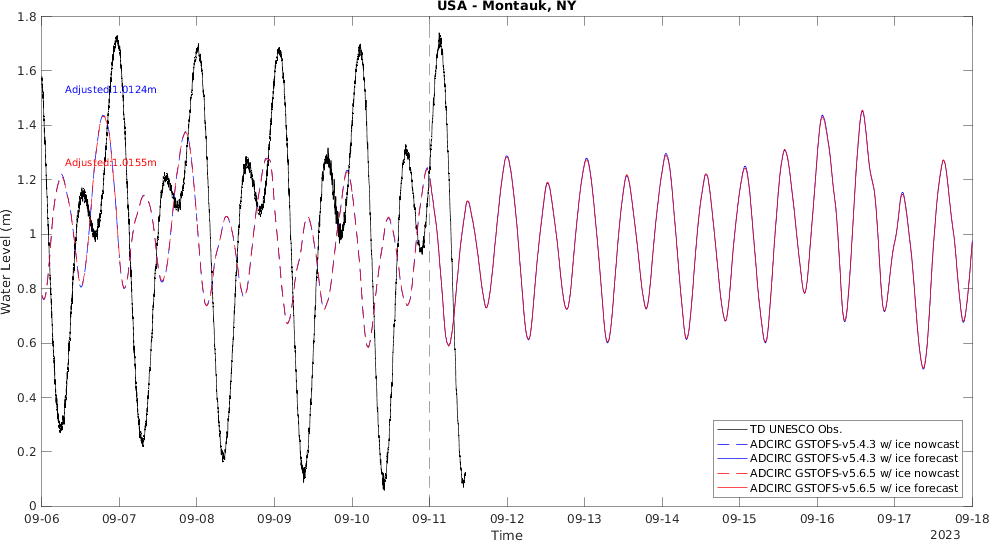 USA - Montauk, NY
1.8
1.6
1.4
1.2
1
0.8
0.6
0.4
0.2
0
Water Level (m)
Adjusted:1.0124m
Adjusted:1.0155m
TD UNESCO Obs.
ADCIRC GSTOFS-v5.4.3 w/ ice nowcast
ADCIRC GSTOFS-v5.4.3 w/ ice forecast
ADCIRC GSTOFS-v5.6.5 w/ ice nowcast
ADCIRC GSTOFS-v5.6.5 w/ ice forecast
09-06 09-07 09-08 09-09 09-10 09-11 09-12 09-13 09-14 09-15 09-16 09-17 09-18
Time
2023